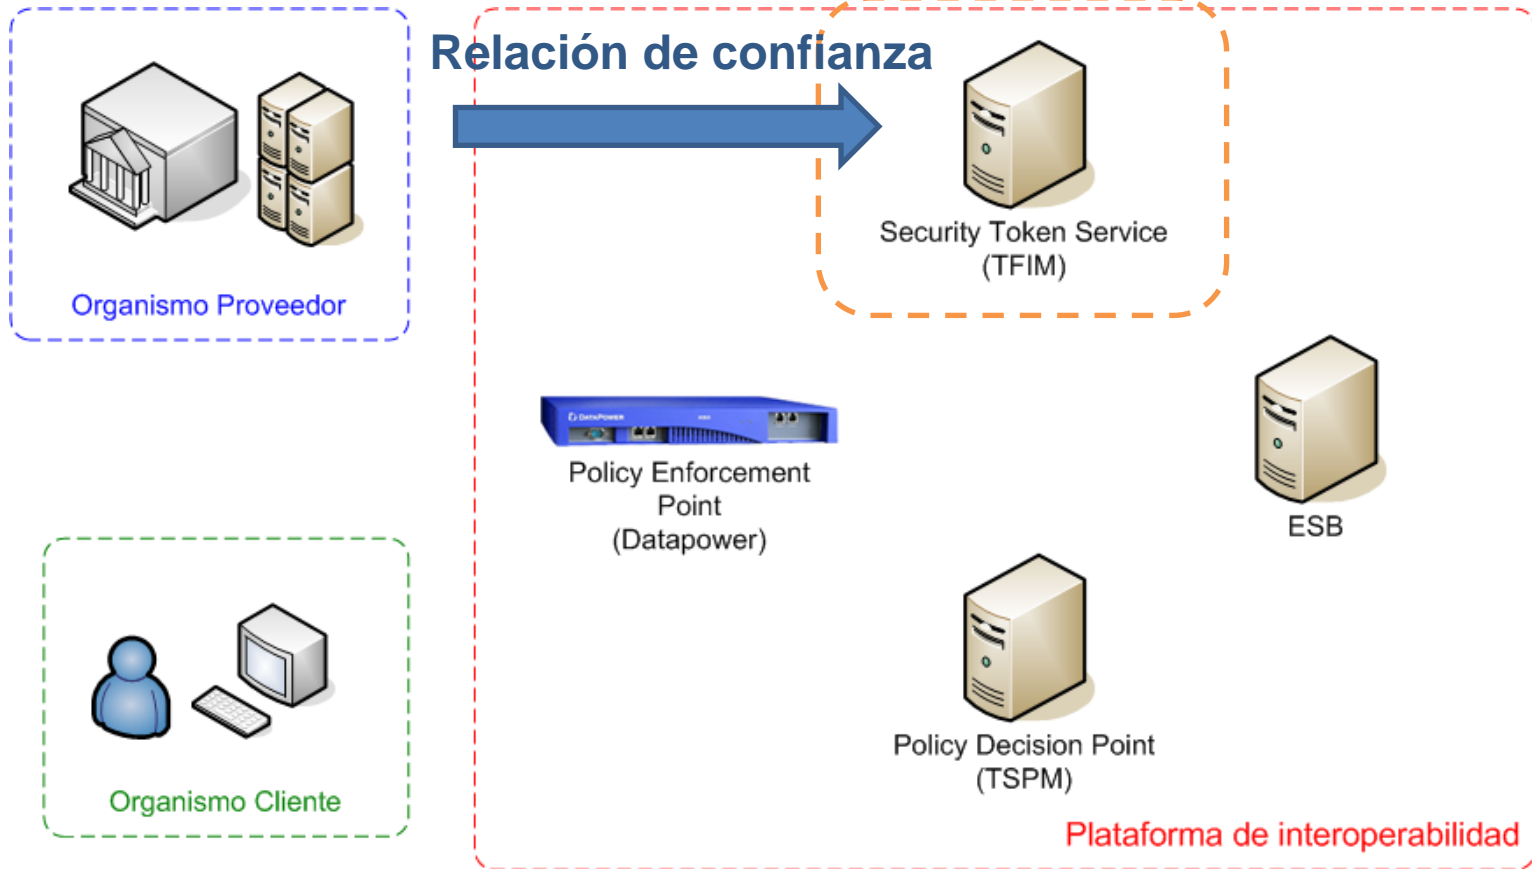 Relación de confianza
Security Token Service
(TFIM)
Organismo Proveedor
DATAPOWER
Policy Enforcement
Point
(Datapower)
ESB
Policy Decision Point
(TSPM)
Organismo Cliente
Plataforma de interoperabilidad